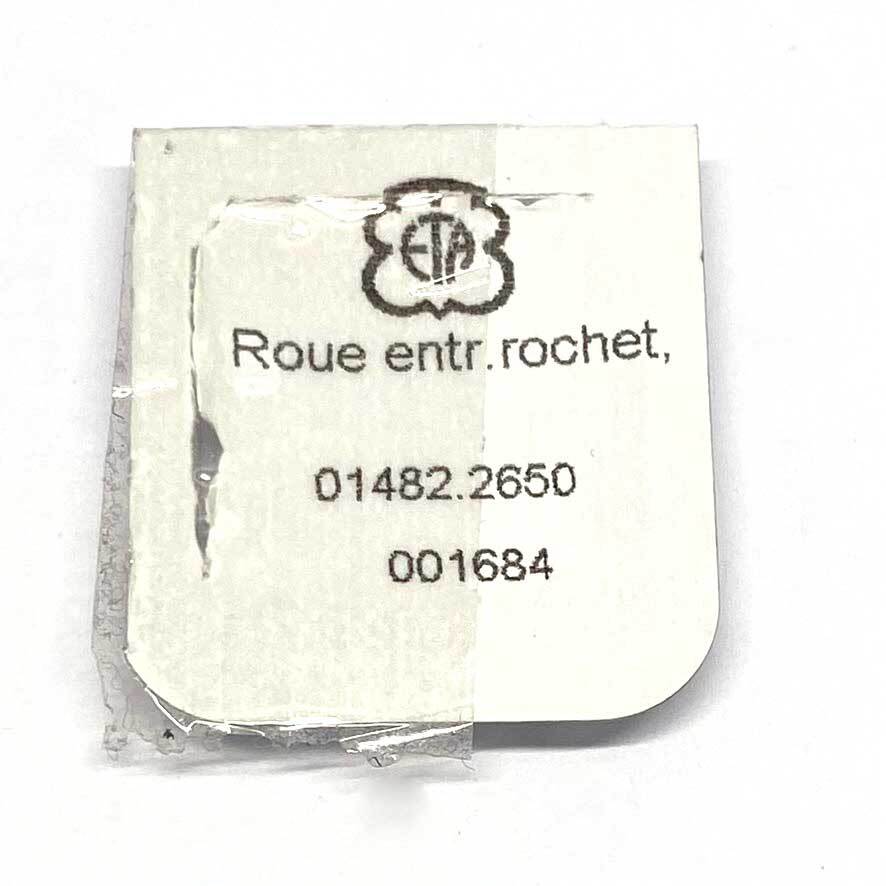 ETA
Roue entr.rochet,
01482.2650
001684